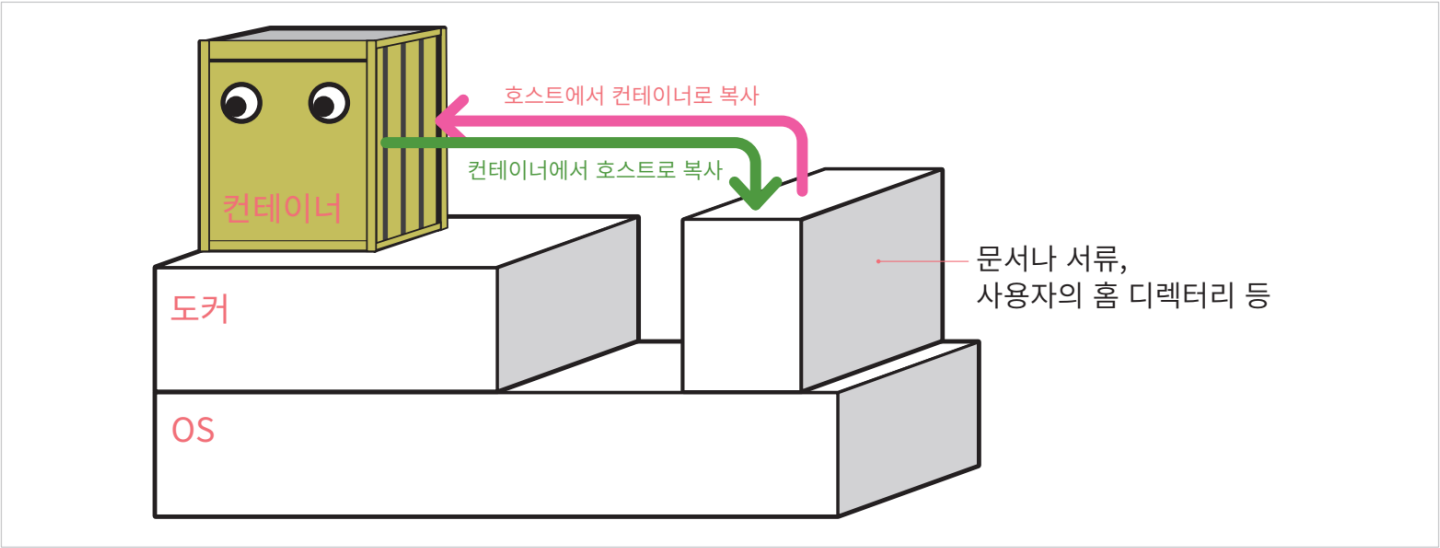 호스트에서 컨테이너로 복사
컨테이너에서 호스트로 복사
컨테이너
문서나 서류,
사용자의 홈 디렉터리 등
도커
OS